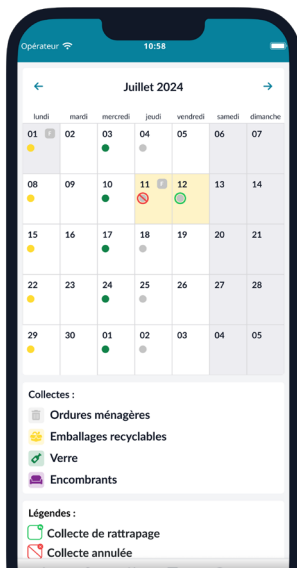 Opérateur 10:58
Juillet 2024
lundi mardi mercredi jeudi vendredi samedi dimanche
01 F 02 03 04 05 06 07
08 09 10 11 F 12 13 14
15 16 17 18 19 20 21
22 23 24 25 26 27 28
29 30 01 02 03 04 05
Collectes :
Ordures ménagères
Emballages recyclables
Verre
Encombrants
Légendes :
Collecte de rattrapage
Collecte annulée